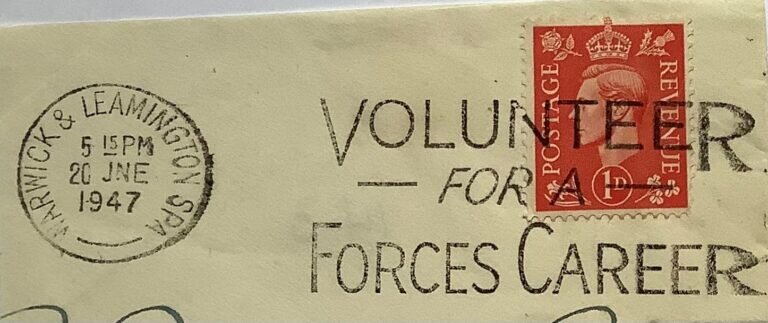 WARWICK & LEAMINGTON SPA
5 15 PM
20 JNE
1947
VOLUNTEER
— FOR A —
FORCES CAREER
POSTAGE
REVENUE
1D